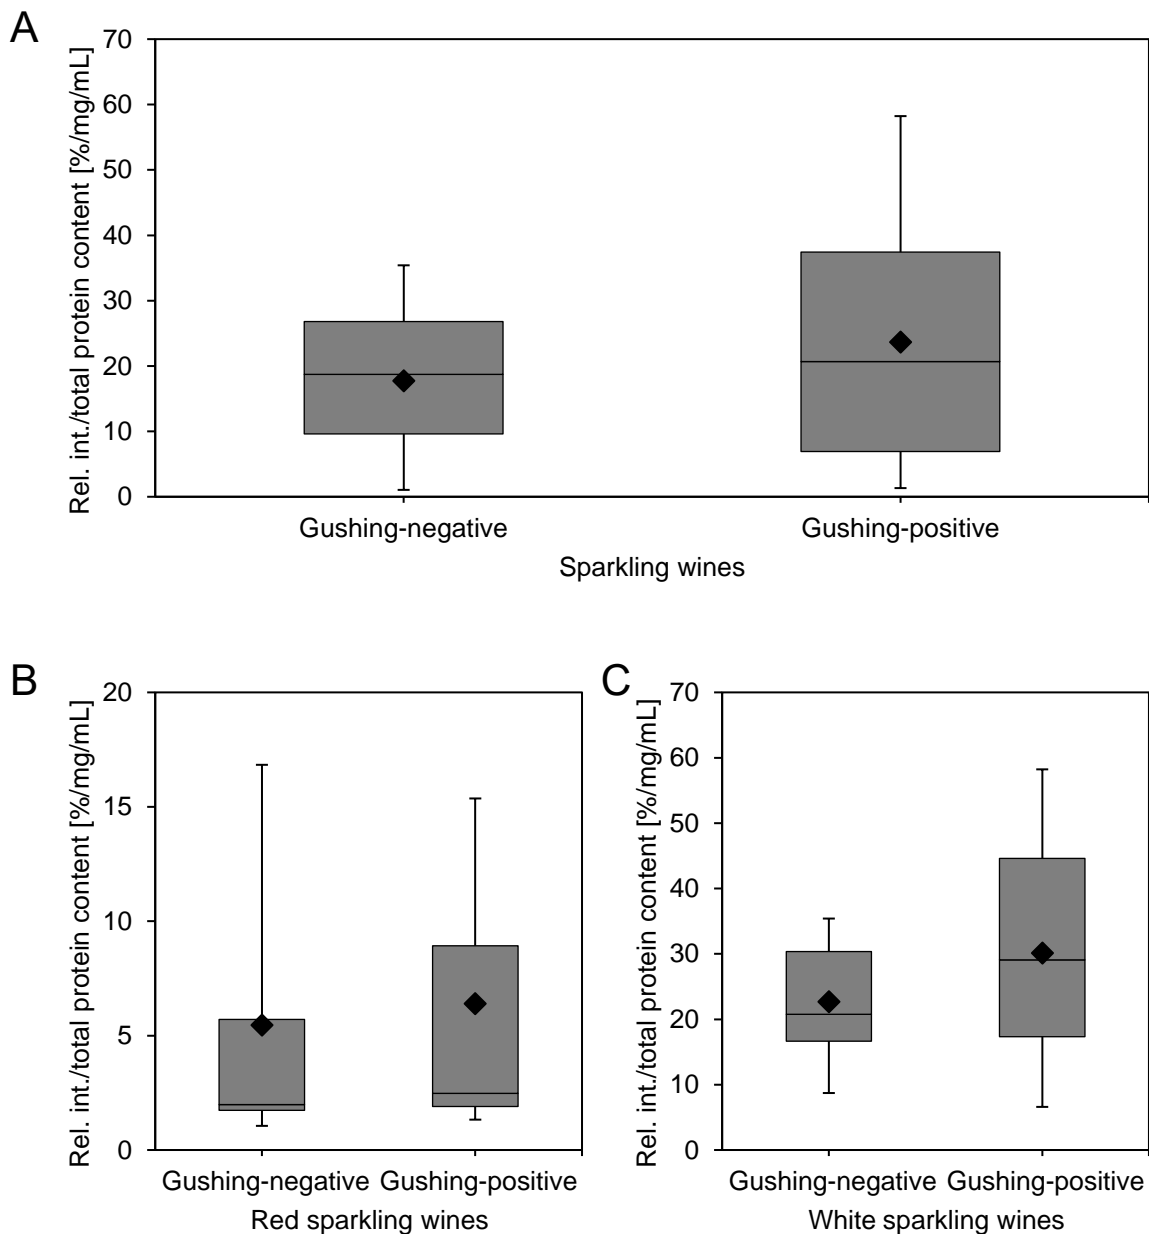 A
Rel. int./total protein content [%/mg/mL]
70
60
50
40
30
20
10
0
Gushing-negative
Gushing-positive
Sparkling wines
B
Rel. int./total protein content [%/mg/mL]
20
15
10
5
0
Gushing-negative
Gushing-positive
Red sparkling wines
C
Rel. int./total protein content [%/mg/mL]
70
60
50
40
30
20
10
0
Gushing-negative
Gushing-positive
White sparkling wines